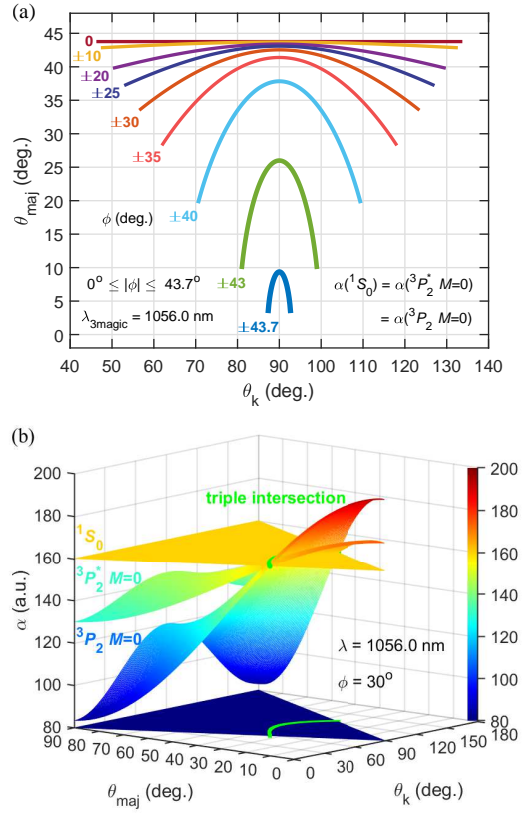 (a)
50
45
40
35
30
25
20
15
10
5
0
θmaj (deg.)
0
±10
±20
±25
±30
±35
±40
±43
±43.7
ϕ (deg.)
0° ≤ |ϕ| ≤ 43.7°
λ3magic = 1056.0 nm
α(¹S₀) = α(³P₂* M=0)
= α(³P₂ M=0)
40 50 60 70 80 90 100 110 120 130 140
θk (deg.)
(b)
200
180
160
140
120
100
80
α (a.u.)
triple intersection
¹S₀
³P₂* M=0
³P₂ M=0
λ = 1056.0 nm
ϕ = 30°
90 80 70 60 50 40 30 20 10 0
θmaj (deg.)
0 30 60 90 120 150 180
θk (deg.)
200
180
160
140
120
100
80